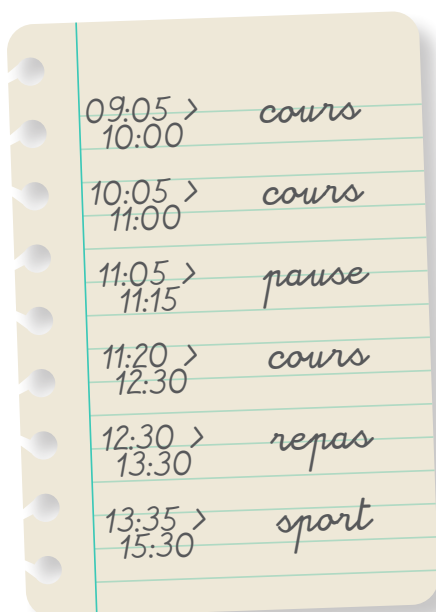 09:05 > cours
10:00
10:05 > cours
11:00
11:05 > pause
11:15
11:20 > cours
12:30
12:30 > repas
13:30
13:35 > sport
15:30